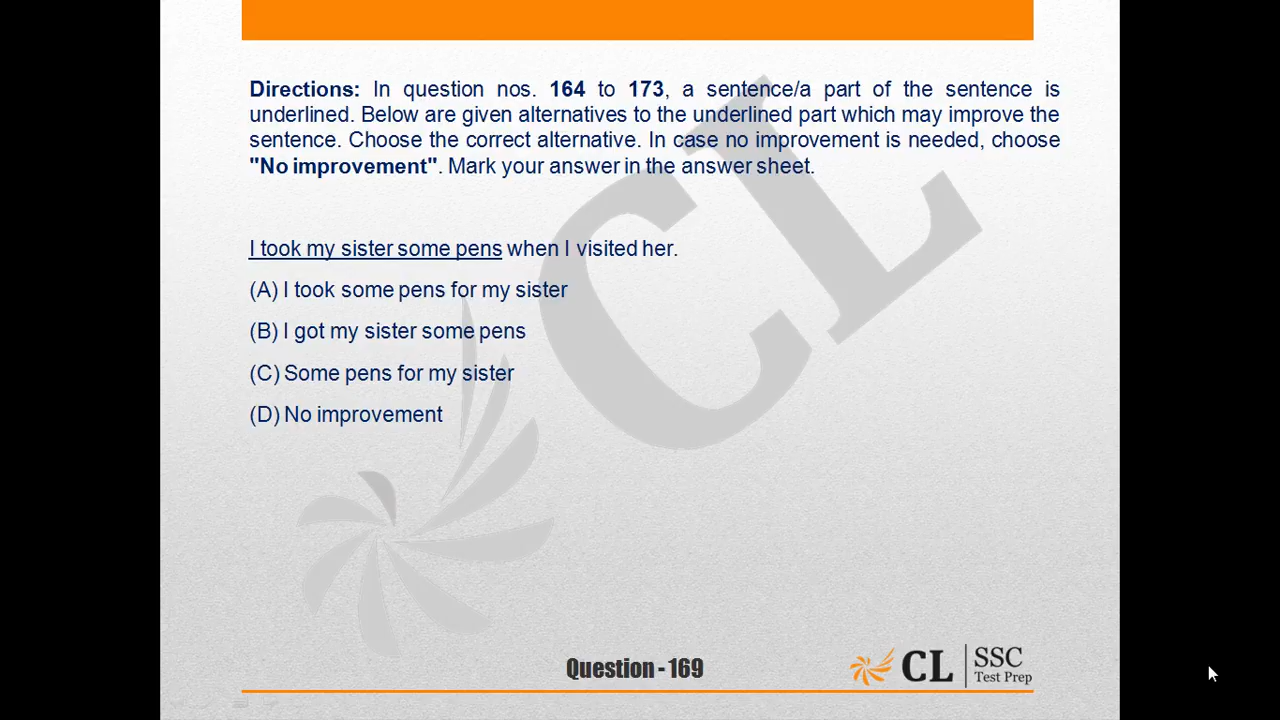 Directions: In question nos. 164 to 173, a sentence/a part of the sentence is
underlined. Below are given alternatives to the underlined part which may improve the
sentence. Choose the correct alternative. In case no improvement is needed, choose
"No improvement". Mark your answer in the answer sheet.
I took my sister some pens when I visited her.
(A) I took some pens for my sister
(B) I got my sister some pens
(C) Some pens for my sister
(D) No improvement
CL
Question - 169
CL SSC
Test Prep